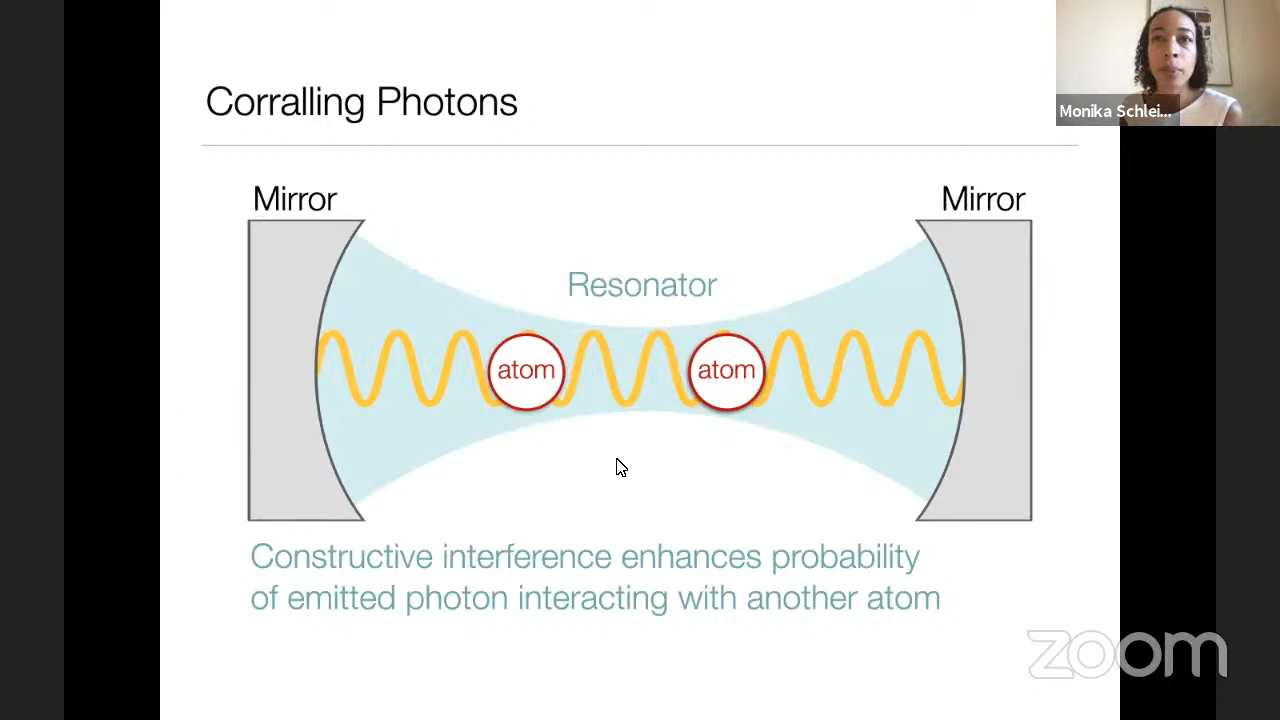 Corralling Photons
Monika Schlei...
Mirror
Mirror
Resonator
atom
atom
Constructive interference enhances probability
of emitted photon interacting with another atom
zoom